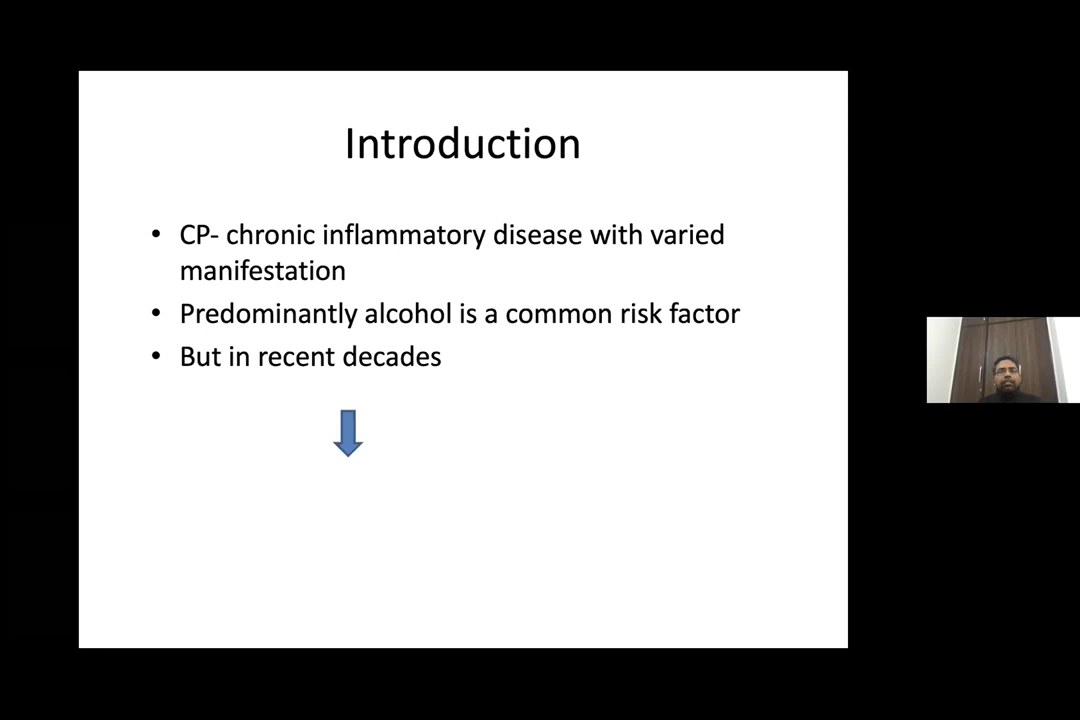 Introduction
• CP- chronic inflammatory disease with varied
manifestation
• Predominantly alcohol is a common risk factor
• But in recent decades